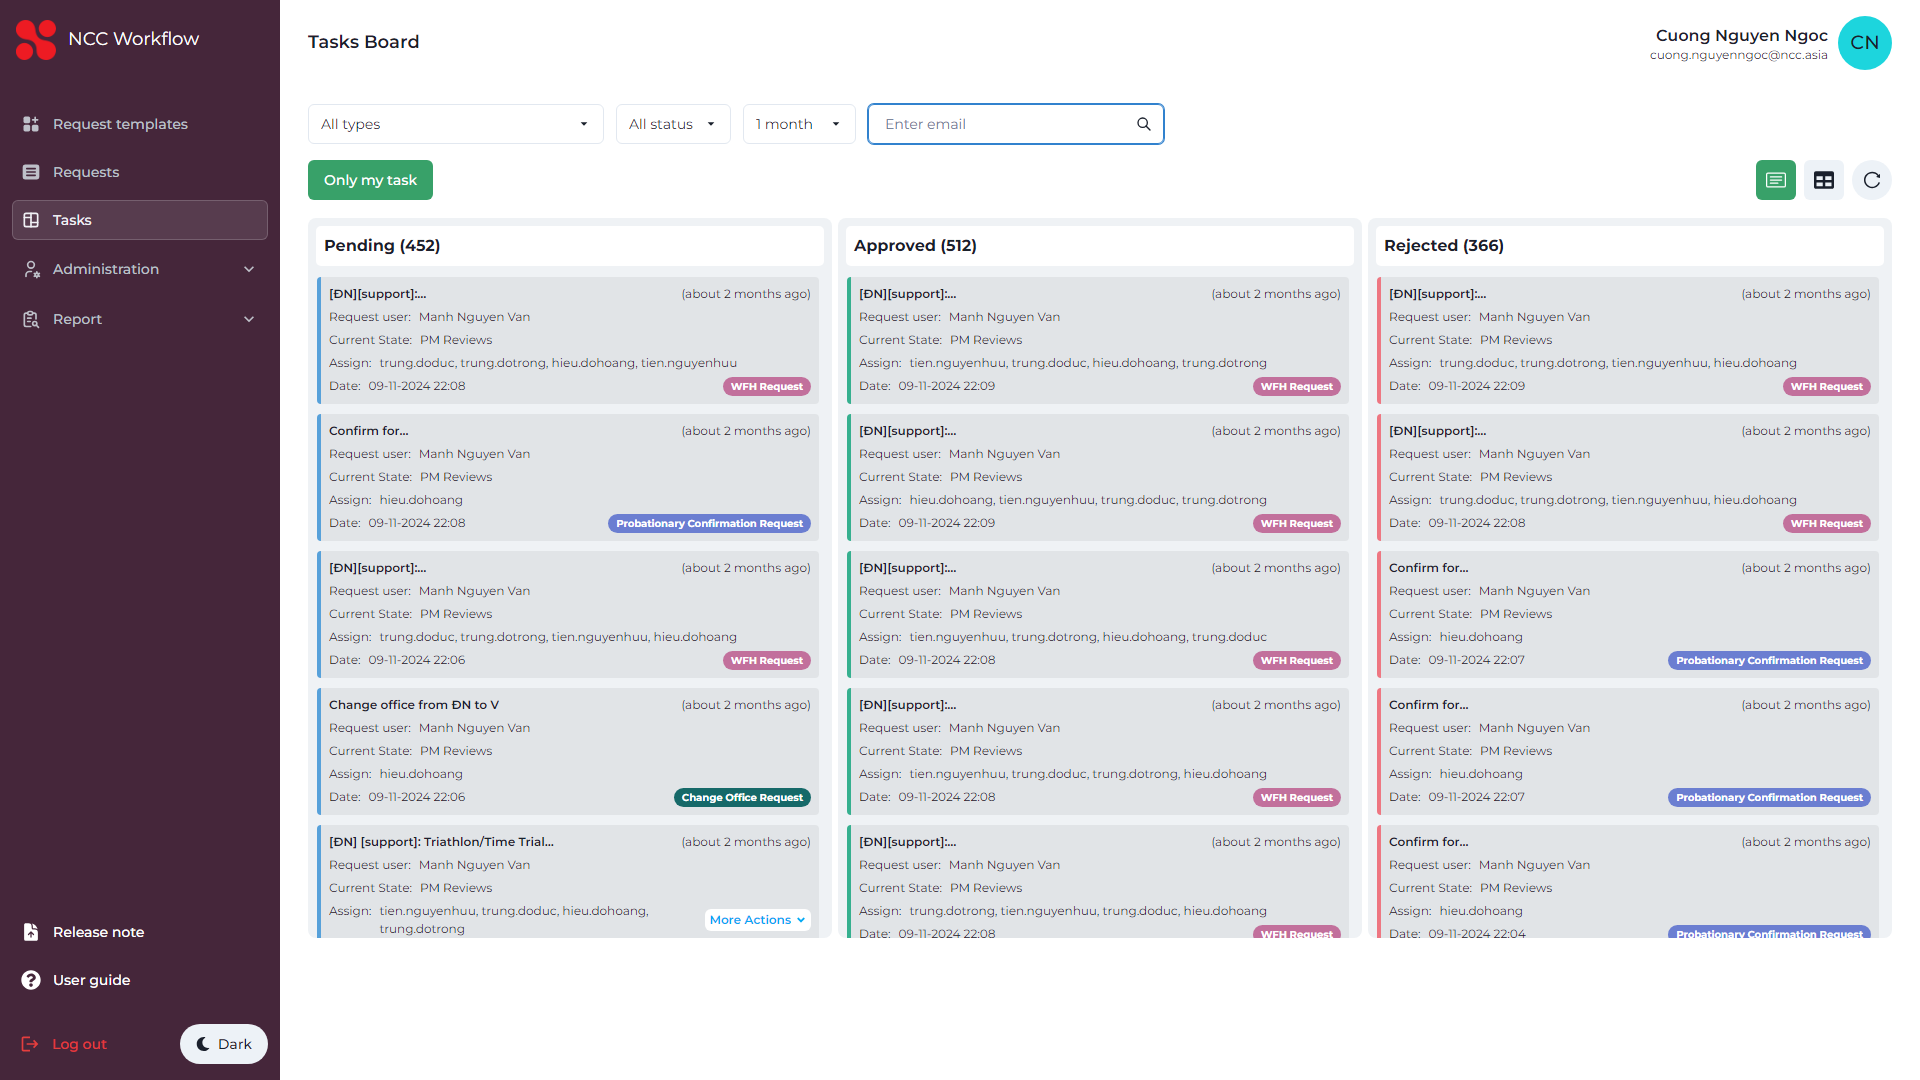 NCC Workflow
Request templates
Requests
Tasks
Administration
Report
Release note
User guide
Log out
Dark
Tasks Board
Cuong Nguyen Ngoc
cuong.nguyenngoc@ncc.asia
CN
All types
All status
1 month
Enter email
Only my task
Pending (452)
[ĐN][support]:... (about 2 months ago)
Request user: Manh Nguyen Van
Current State: PM Reviews
Assign: trung.doduc, trung.dotrong, hieu.dohoang, tien.nguyenhuu
Date: 09-11-2024 22:08 WFH Request
Confirm for... (about 2 months ago)
Request user: Manh Nguyen Van
Current State: PM Reviews
Assign: hieu.dohoang
Date: 09-11-2024 22:08 Probationary Confirmation Request
[ĐN][support]:... (about 2 months ago)
Request user: Manh Nguyen Van
Current State: PM Reviews
Assign: trung.doduc, trung.dotrong, tien.nguyenhuu, hieu.dohoang
Date: 09-11-2024 22:06 WFH Request
Change office from ĐN to V (about 2 months ago)
Request user: Manh Nguyen Van
Current State: PM Reviews
Assign: hieu.dohoang
Date: 09-11-2024 22:06 Change Office Request
[ĐN] [support]: Triathlon/Time Trial... (about 2 months ago)
Request user: Manh Nguyen Van
Current State: PM Reviews
Assign: tien.nguyenhuu, trung.doduc, hieu.dohoang,
trung.dotrong
More Actions
Approved (512)
[ĐN][support]:... (about 2 months ago)
Request user: Manh Nguyen Van
Current State: PM Reviews
Assign: tien.nguyenhuu, trung.doduc, hieu.dohoang, trung.dotrong
Date: 09-11-2024 22:09 WFH Request
[ĐN][support]:... (about 2 months ago)
Request user: Manh Nguyen Van
Current State: PM Reviews
Assign: hieu.dohoang, tien.nguyenhuu, trung.doduc, trung.dotrong
Date: 09-11-2024 22:09 WFH Request
[ĐN][support]:... (about 2 months ago)
Request user: Manh Nguyen Van
Current State: PM Reviews
Assign: tien.nguyenhuu, trung.dotrong, hieu.dohoang, trung.doduc
Date: 09-11-2024 22:08 WFH Request
[ĐN][support]:... (about 2 months ago)
Request user: Manh Nguyen Van
Current State: PM Reviews
Assign: tien.nguyenhuu, trung.doduc, trung.dotrong, hieu.dohoang
Date: 09-11-2024 22:08 WFH Request
[ĐN][support]:... (about 2 months ago)
Request user: Manh Nguyen Van
Current State: PM Reviews
Assign: trung.dotrong, tien.nguyenhuu, trung.doduc, hieu.dohoang
Date: 09-11-2024 22:08 WFH Request
Rejected (366)
[ĐN][support]:... (about 2 months ago)
Request user: Manh Nguyen Van
Current State: PM Reviews
Assign: trung.doduc, trung.dotrong, tien.nguyenhuu, hieu.dohoang
Date: 09-11-2024 22:09 WFH Request
[ĐN][support]:... (about 2 months ago)
Request user: Manh Nguyen Van
Current State: PM Reviews
Assign: trung.doduc, trung.dotrong, tien.nguyenhuu, hieu.dohoang
Date: 09-11-2024 22:08 WFH Request
Confirm for... (about 2 months ago)
Request user: Manh Nguyen Van
Current State: PM Reviews
Assign: hieu.dohoang
Date: 09-11-2024 22:07 Probationary Confirmation Request
Confirm for... (about 2 months ago)
Request user: Manh Nguyen Van
Current State: PM Reviews
Assign: hieu.dohoang
Date: 09-11-2024 22:07 Probationary Confirmation Request
Confirm for... (about 2 months ago)
Request user: Manh Nguyen Van
Current State: PM Reviews
Assign: hieu.dohoang
Date: 09-11-2024 22:04 Probationary Confirmation Request